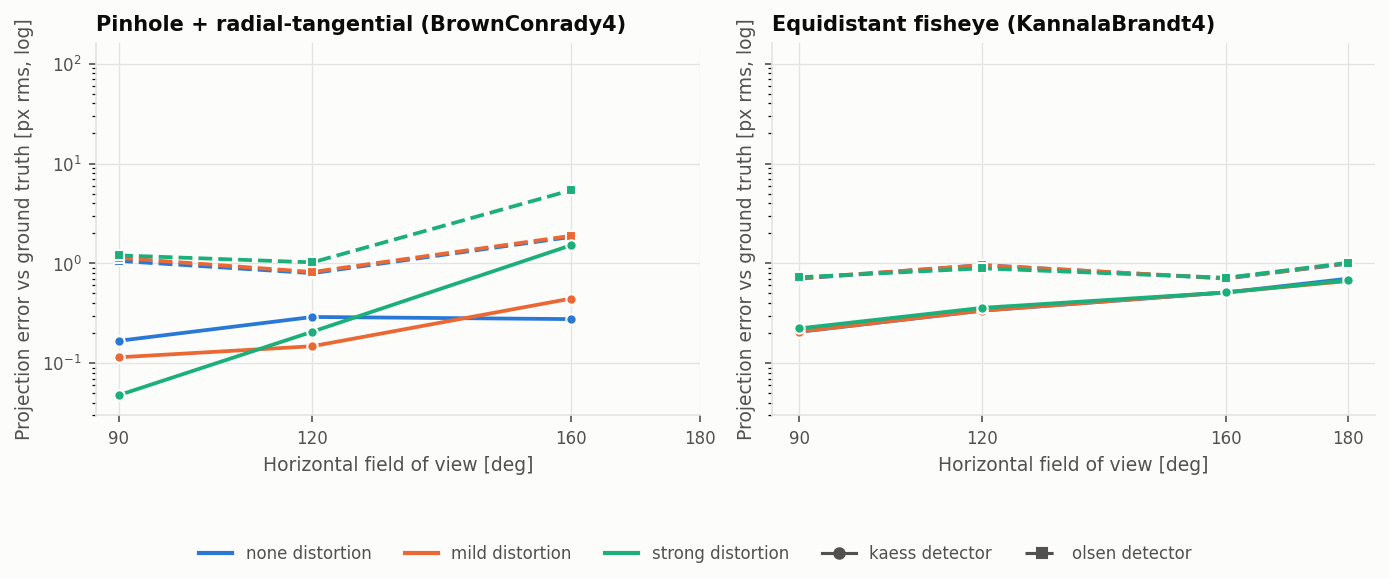 Pinhole + radial-tangential (BrownConrady4)
Projection error vs ground truth [px rms, log]
10²
10¹
10⁰
10⁻¹
90 120 160 180
Horizontal field of view [deg]
Equidistant fisheye (KannalaBrandt4)
Projection error vs ground truth [px rms, log]
90 120 160 180
Horizontal field of view [deg]
none distortion mild distortion strong distortion kaess detector olsen detector